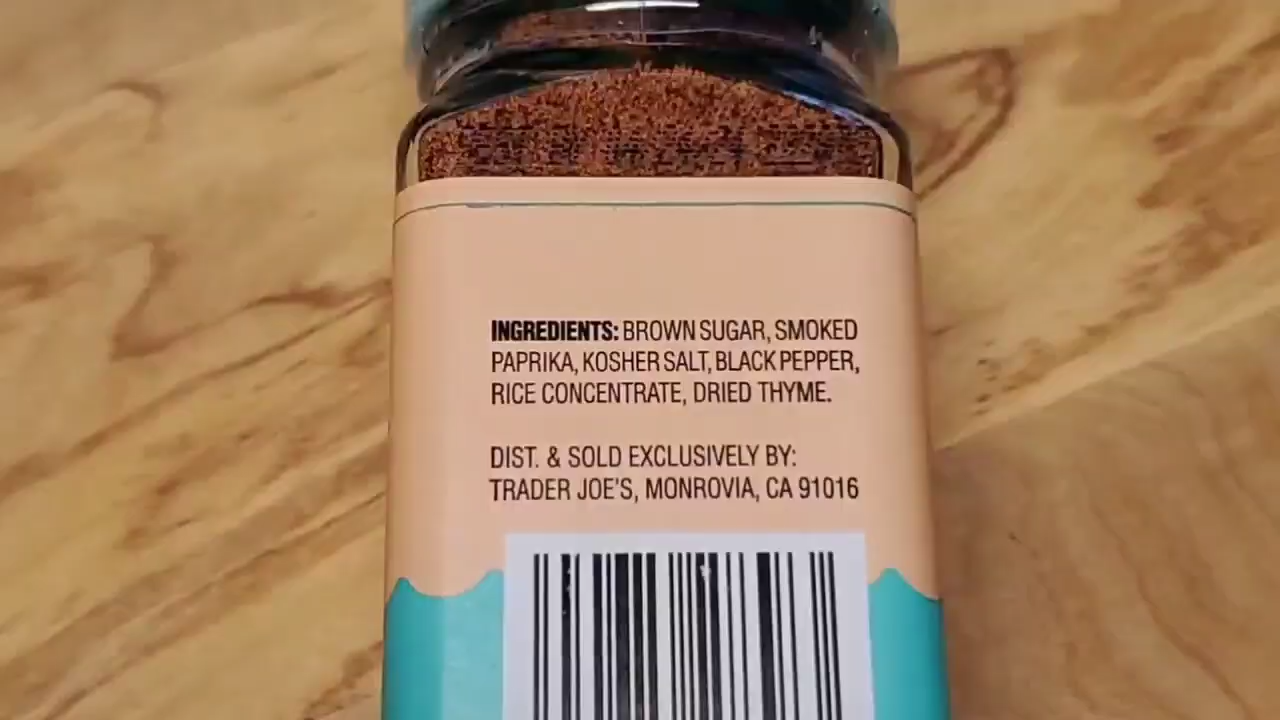 INGREDIENTS: BROWN SUGAR, SMOKED
PAPRIKA, KOSHER SALT, BLACK PEPPER,
RICE CONCENTRATE, DRIED THYME.
DIST. & SOLD EXCLUSIVELY BY:
TRADER JOE'S, MONROVIA, CA 91016